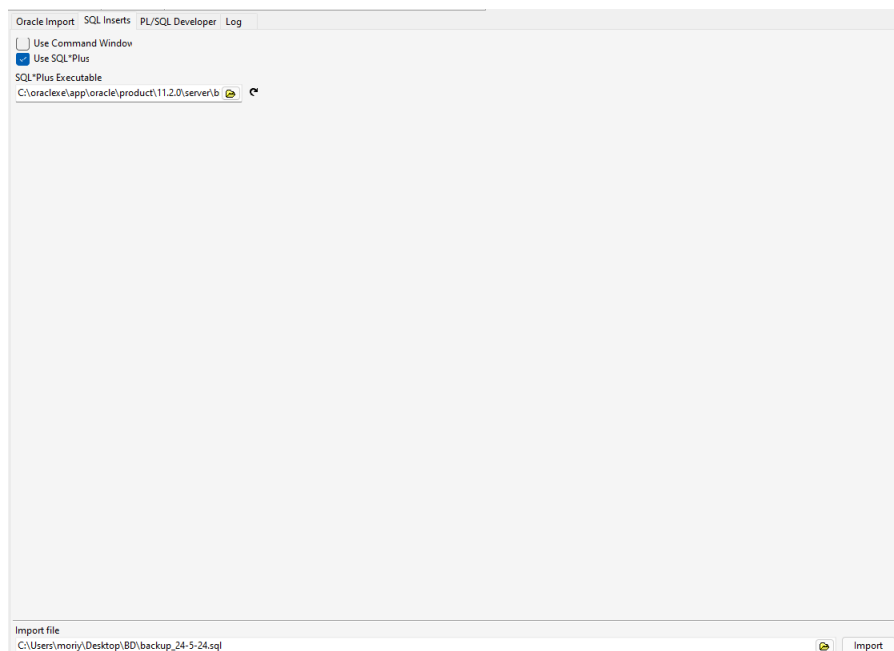 Oracle Import SQL Inserts PL/SQL Developer Log
Use Command Window
Use SQL*Plus
SQL*Plus Executable
C:\oraclexe\app\oracle\product\11.2.0\server\b
Import file
C:\Users\moriy\Desktop\BD\backup_24-5-24.sql
Import